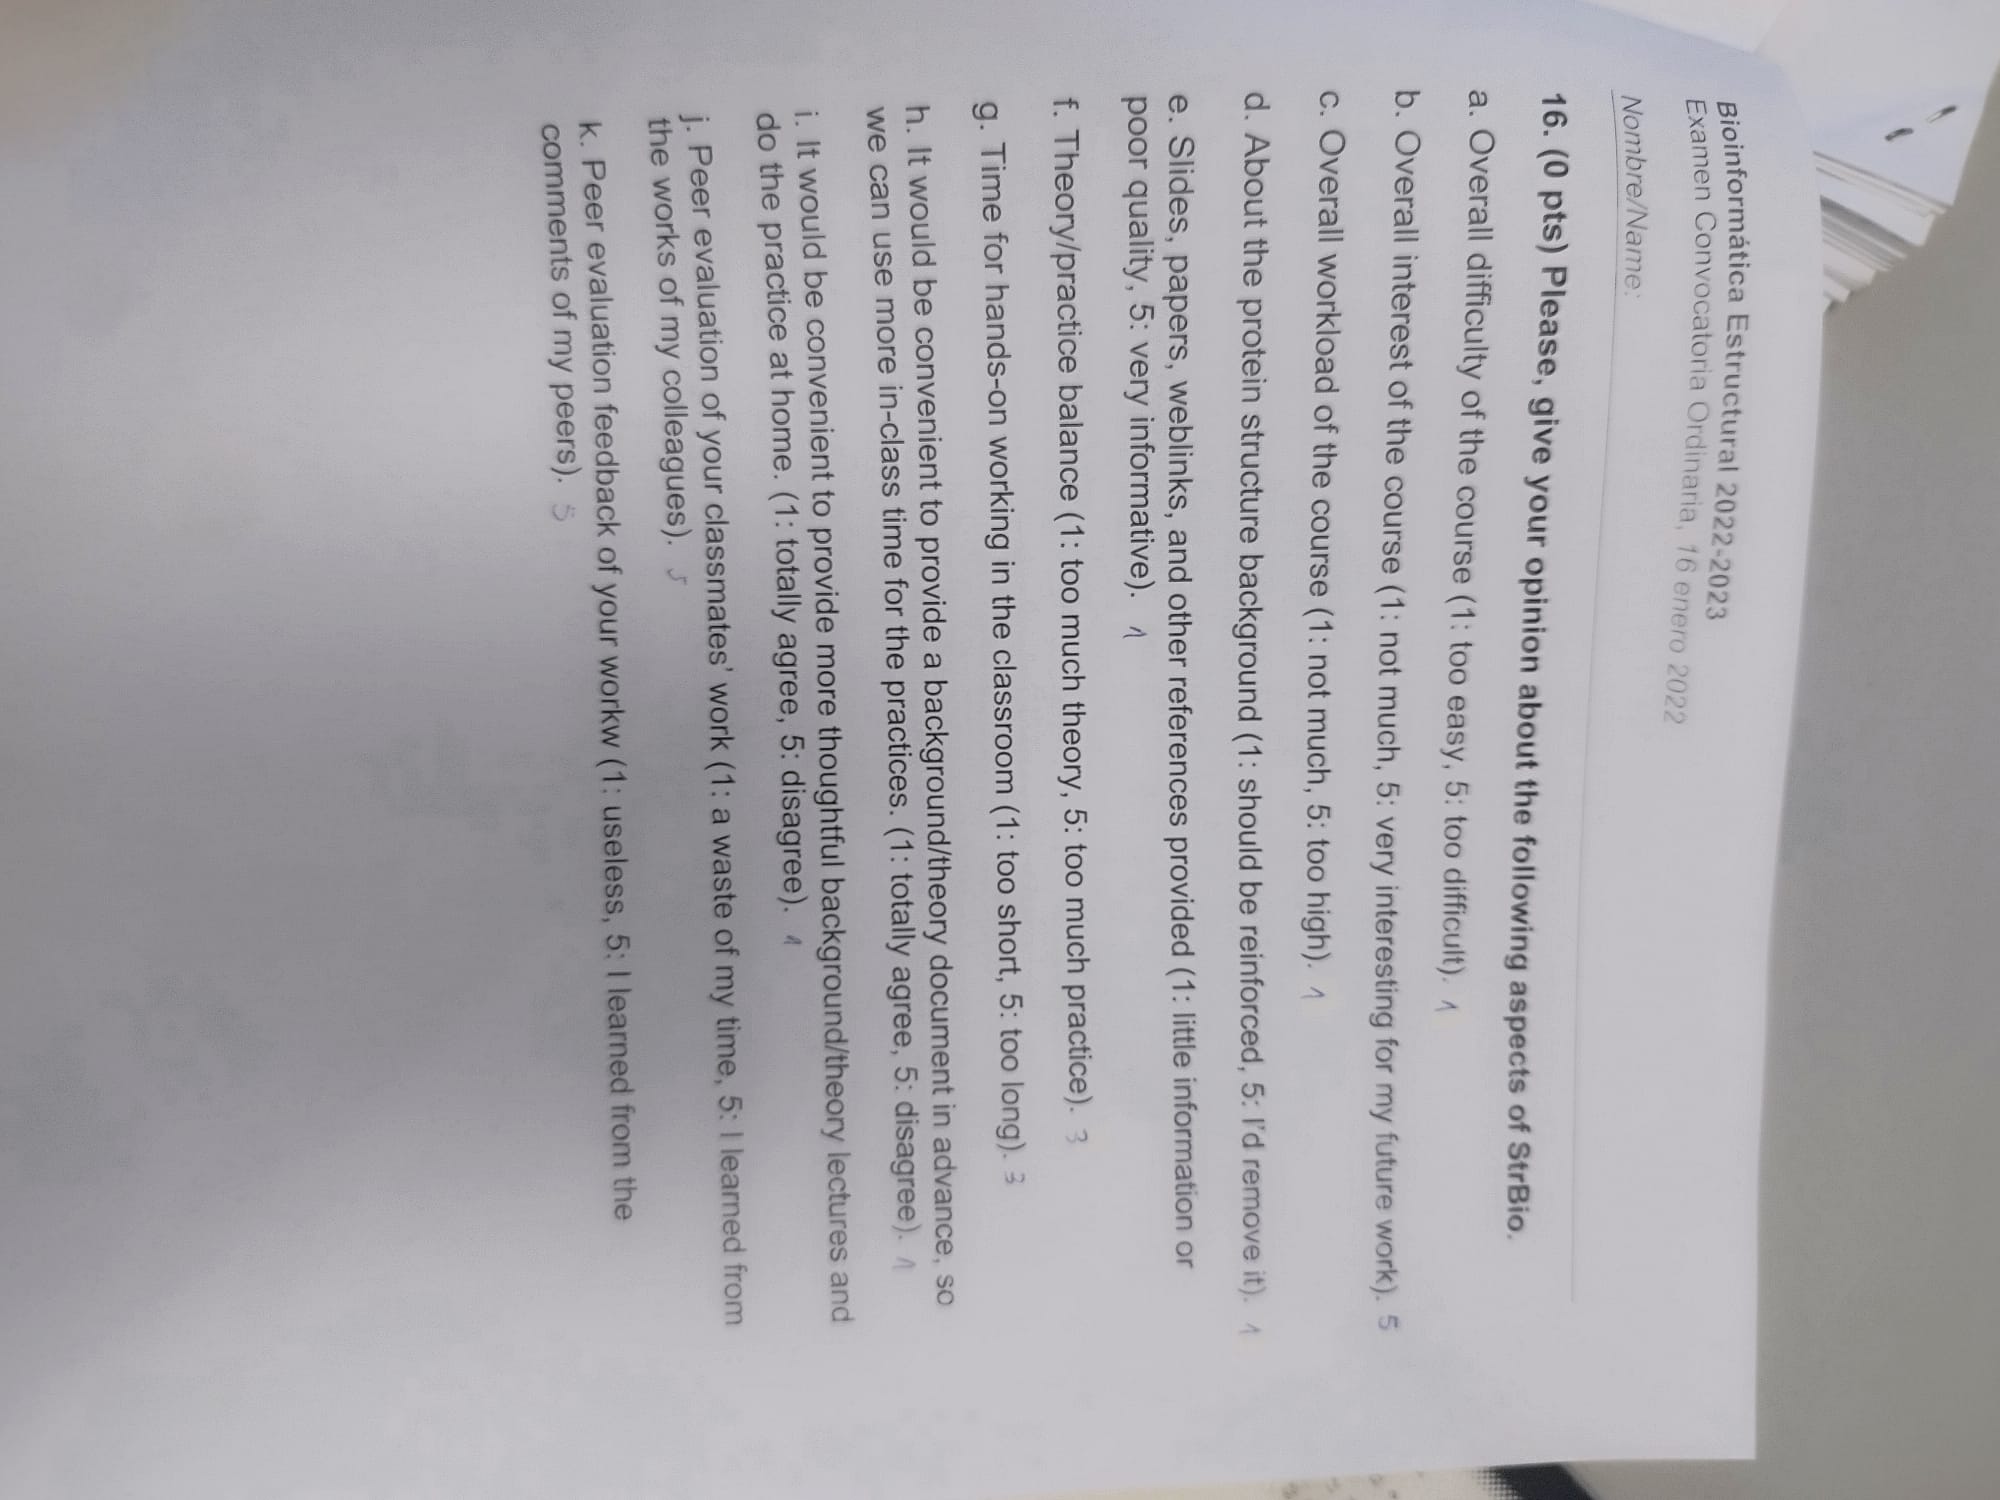 Bioinformática Estructural 2022-2023
Examen Convocatoria Ordinaria, 16 enero 2022
Nombre/Name:
16. (0 pts) Please, give your opinion about the following aspects of StrBio.
a. Overall difficulty of the course (1: too easy, 5: too difficult). 1
b. Overall interest of the course (1: not much, 5: very interesting for my future work). 5
c. Overall workload of the course (1: not much, 5: too high). 1
d. About the protein structure background (1: should be reinforced, 5: I'd remove it). 1
e. Slides, papers, weblinks, and other references provided (1: little information or
poor quality, 5: very informative). 1
f. Theory/practice balance (1: too much theory, 5: too much practice). 3
g. Time for hands-on working in the classroom (1: too short, 5: too long). 3
h. It would be convenient to provide a background/theory document in advance, so
we can use more in-class time for the practices. (1: totally agree, 5: disagree). 1
i. It would be convenient to provide more thoughtful background/theory lectures and
do the practice at home. (1: totally agree, 5: disagree). 1
j. Peer evaluation of your classmates' work (1: a waste of my time, 5: I learned from
the works of my colleagues). 5
k. Peer evaluation feedback of your workw (1: useless, 5: I learned from the
comments of my peers). 5